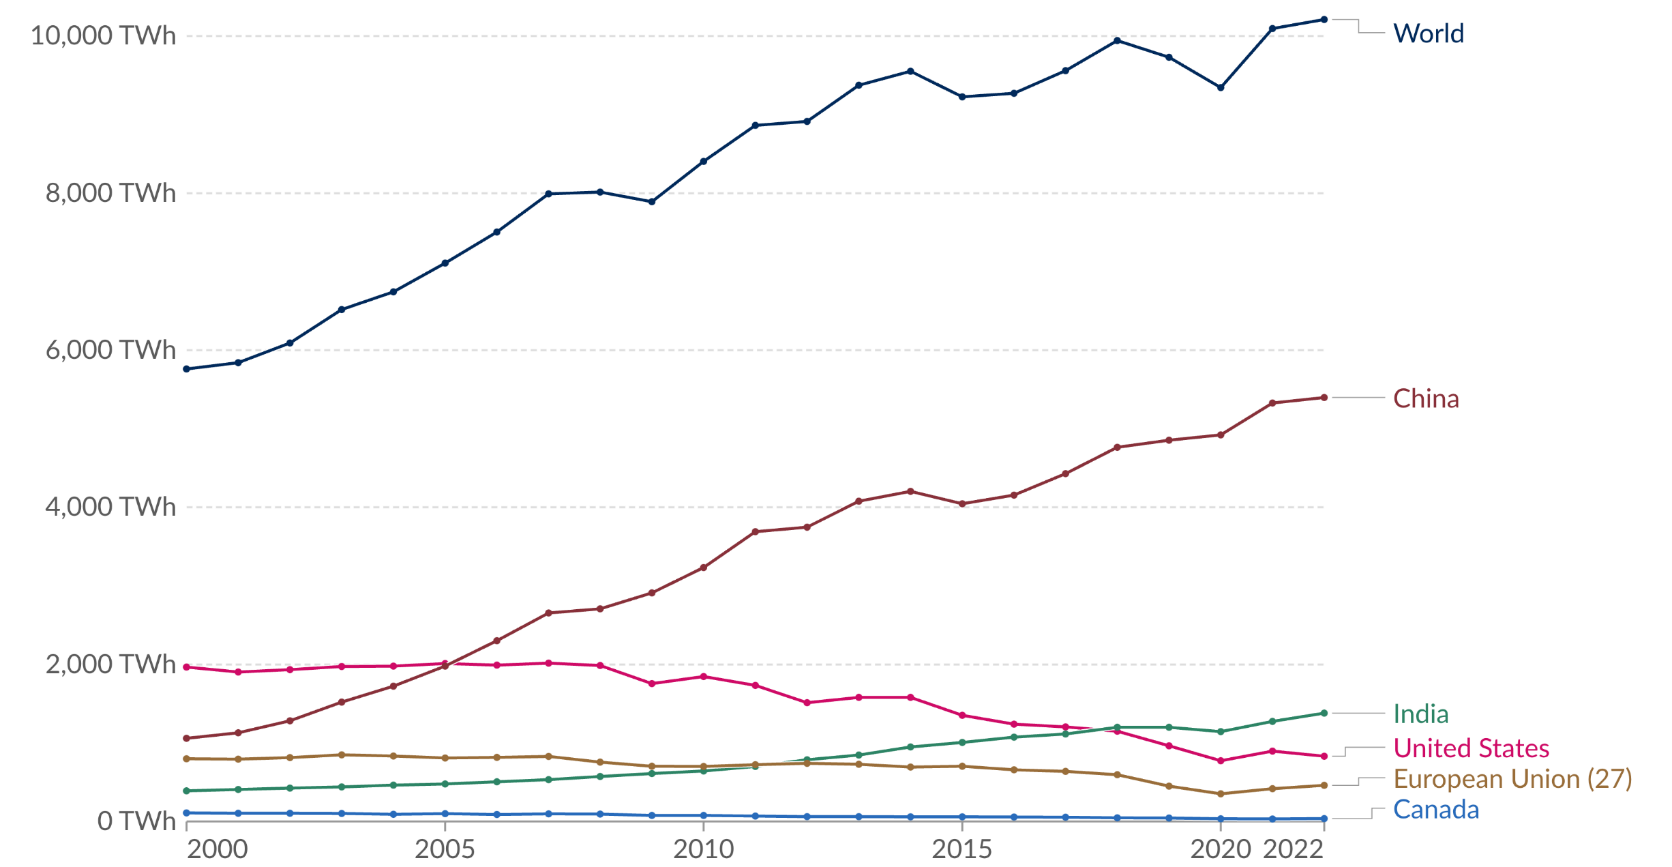 10,000 TWh
World
8,000 TWh
6,000 TWh
China
4,000 TWh
2,000 TWh
India
United States
European Union (27)
Canada
0 TWh
2000 2005 2010 2015 2020 2022